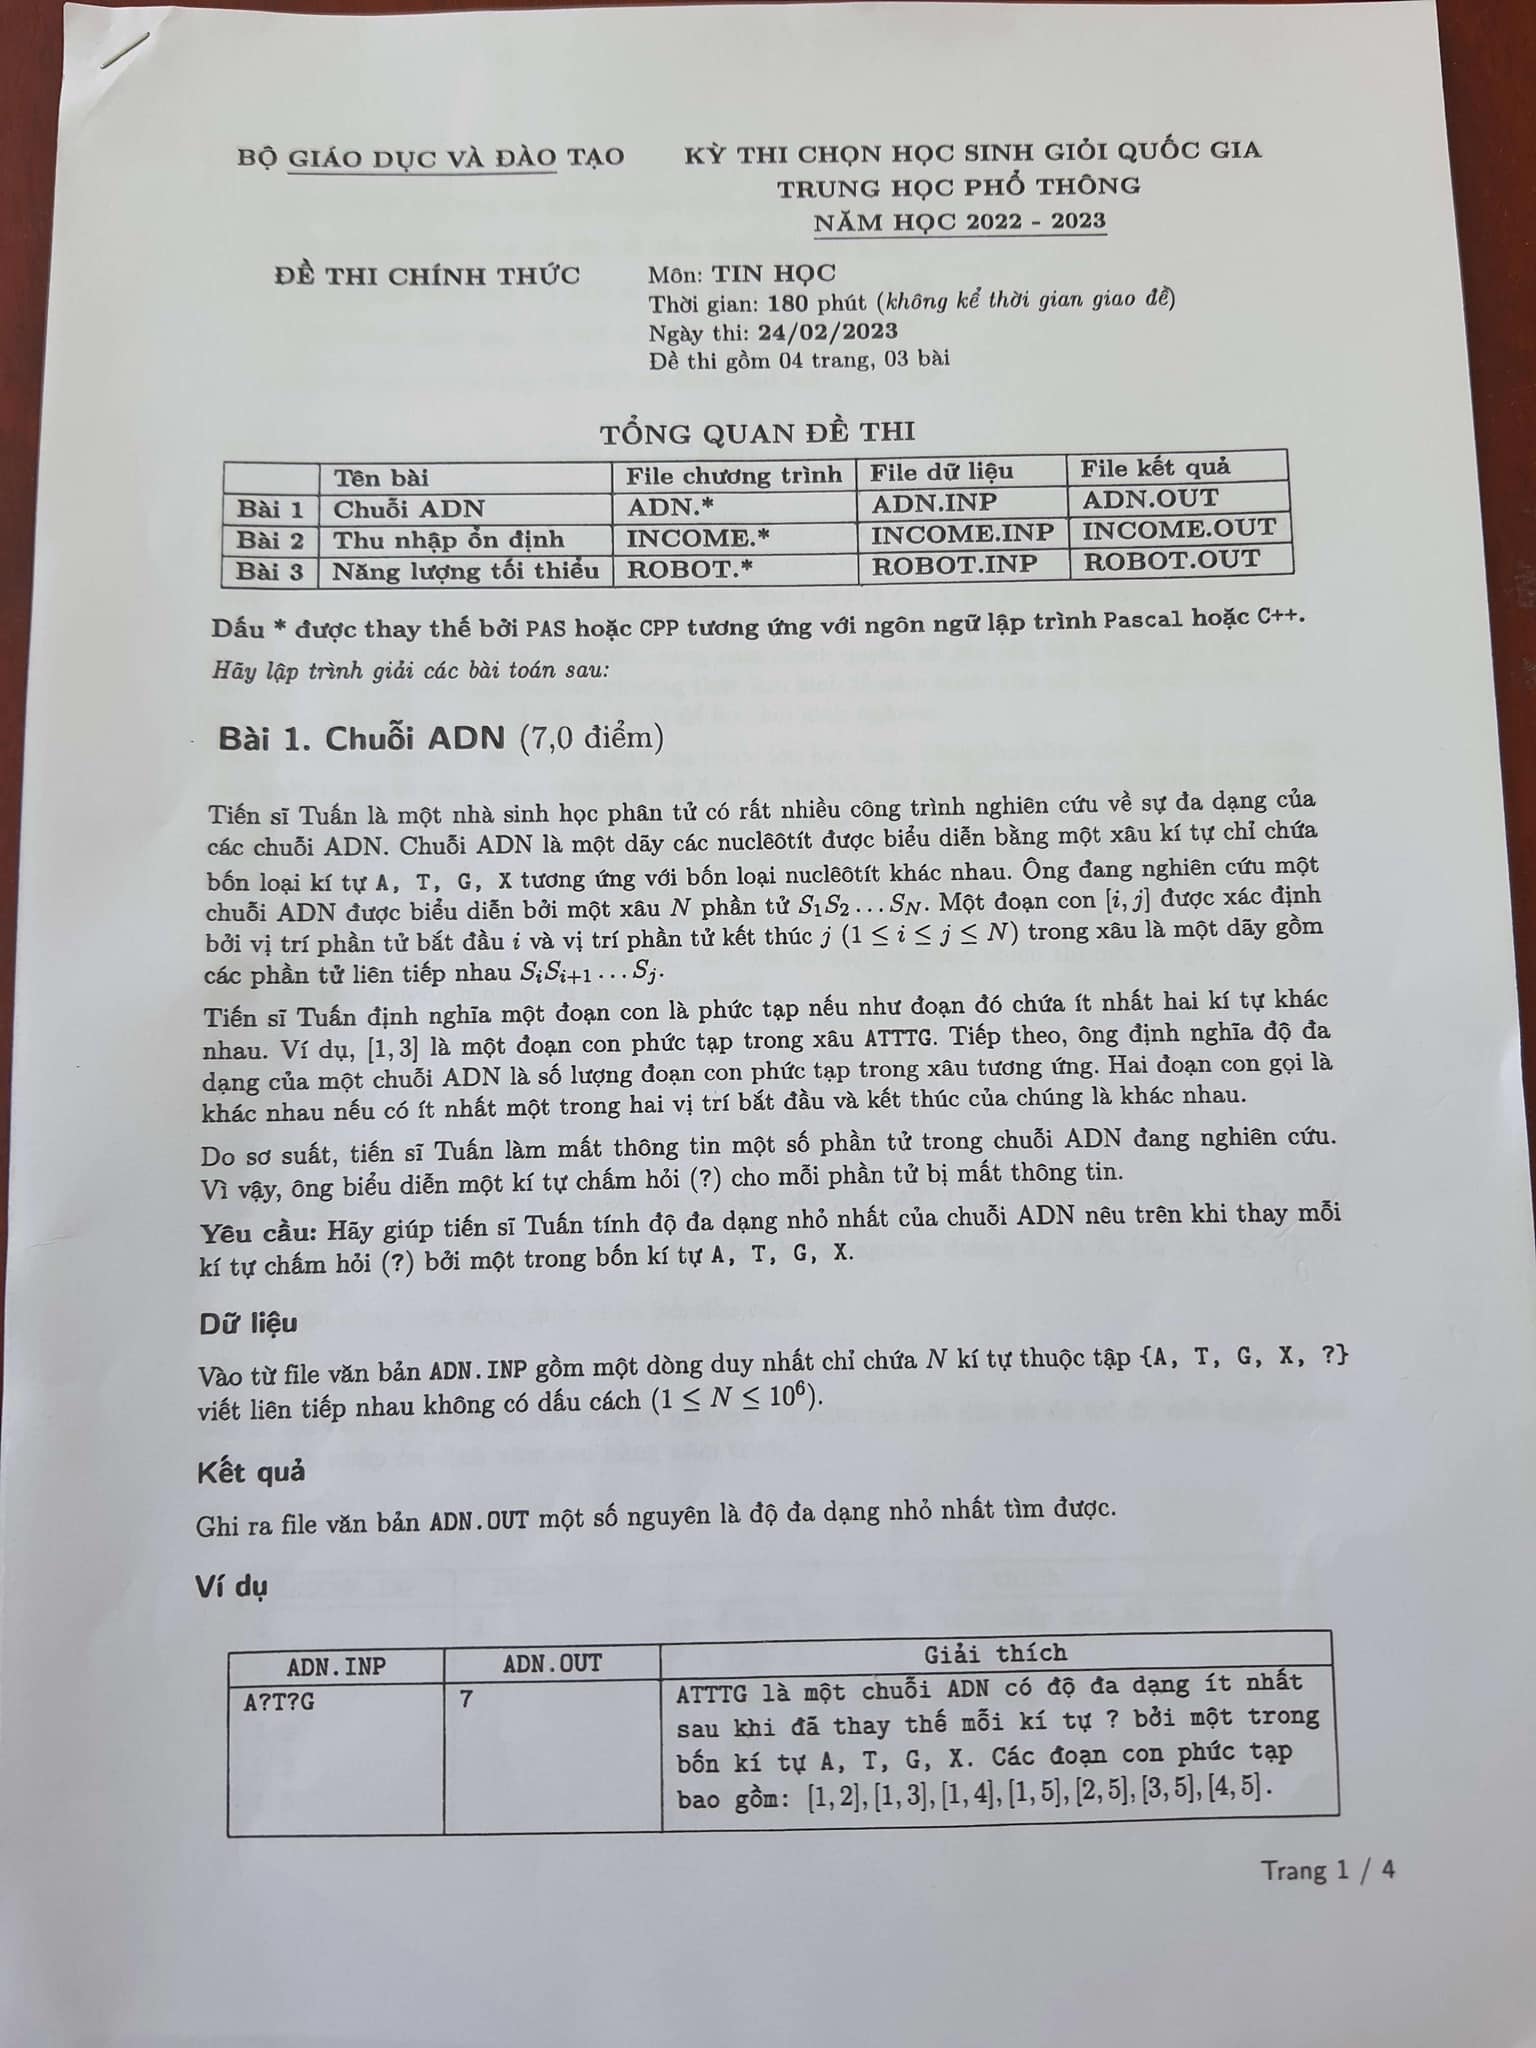 BỘ GIÁO DỤC VÀ ĐÀO TẠO
KỲ THI CHỌN HỌC SINH GIỎI QUỐC GIA
TRUNG HỌC PHỔ THÔNG
NĂM HỌC 2022 - 2023
ĐỀ THI CHÍNH THỨC
Môn: TIN HỌC
Thời gian: 180 phút (không kể thời gian giao đề)
Ngày thi: 24/02/2023
Đề thi gồm 04 trang, 03 bài
TỔNG QUAN ĐỀ THI
Tên bài File chương trình File dữ liệu File kết quả
Bài 1 Chuỗi ADN ADN.* ADN.INP ADN.OUT
Bài 2 Thu nhập ổn định INCOME.* INCOME.INP INCOME.OUT
Bài 3 Năng lượng tối thiểu ROBOT.* ROBOT.INP ROBOT.OUT
Dấu * được thay thế bởi PAS hoặc CPP tương ứng với ngôn ngữ lập trình Pascal hoặc C++.
Hãy lập trình giải các bài toán sau:
Bài 1. Chuỗi ADN (7,0 điểm)
Tiến sĩ Tuấn là một nhà sinh học phân tử có rất nhiều công trình nghiên cứu về sự đa dạng của
các chuỗi ADN. Chuỗi ADN là một dãy các nuclêôtít được biểu diễn bằng một xâu kí tự chỉ chứa
bốn loại kí tự A, T, G, X tương ứng với bốn loại nuclêôtít khác nhau. Ông đang nghiên cứu một
chuỗi ADN được biểu diễn bởi một xâu N phần tử S₁S₂...S_N. Một đoạn con [i, j] được xác định
bởi vị trí phần tử bắt đầu i và vị trí phần tử kết thúc j (1 ≤ i ≤ j ≤ N) trong xâu là một dãy gồm
các phần tử liên tiếp nhau SᵢSᵢ₊₁...Sⱼ.
Tiến sĩ Tuấn định nghĩa một đoạn con là phức tạp nếu như đoạn đó chứa ít nhất hai kí tự khác
nhau. Ví dụ, [1, 3] là một đoạn con phức tạp trong xâu ATTTG. Tiếp theo, ông định nghĩa độ đa
dạng của một chuỗi ADN là số lượng đoạn con phức tạp trong xâu tương ứng. Hai đoạn con gọi là
khác nhau nếu có ít nhất một trong hai vị trí bắt đầu và kết thúc của chúng là khác nhau.
Do sơ suất, tiến sĩ Tuấn làm mất thông tin một số phần tử trong chuỗi ADN đang nghiên cứu.
Vì vậy, ông biểu diễn một kí tự chấm hỏi (?) cho mỗi phần tử bị mất thông tin.
Yêu cầu: Hãy giúp tiến sĩ Tuấn tính độ đa dạng nhỏ nhất của chuỗi ADN nêu trên khi thay mỗi
kí tự chấm hỏi (?) bởi một trong bốn kí tự A, T, G, X.
Dữ liệu
Vào từ file văn bản ADN.INP gồm một dòng duy nhất chỉ chứa N kí tự thuộc tập {A, T, G, X, ?}
viết liên tiếp nhau không có dấu cách (1 ≤ N ≤ 10⁶).
Kết quả
Ghi ra file văn bản ADN.OUT một số nguyên là độ đa dạng nhỏ nhất tìm được.
Ví dụ
ADN.INP ADN.OUT Giải thích
A?T?G 7 ATTTG là một chuỗi ADN có độ đa dạng ít nhất
sau khi đã thay thế mỗi kí tự ? bởi một trong
bốn kí tự A, T, G, X. Các đoạn con phức tạp
bao gồm: [1, 2], [1, 3], [1, 4], [1, 5], [2, 5], [3, 5], [4, 5].
Trang 1 / 4